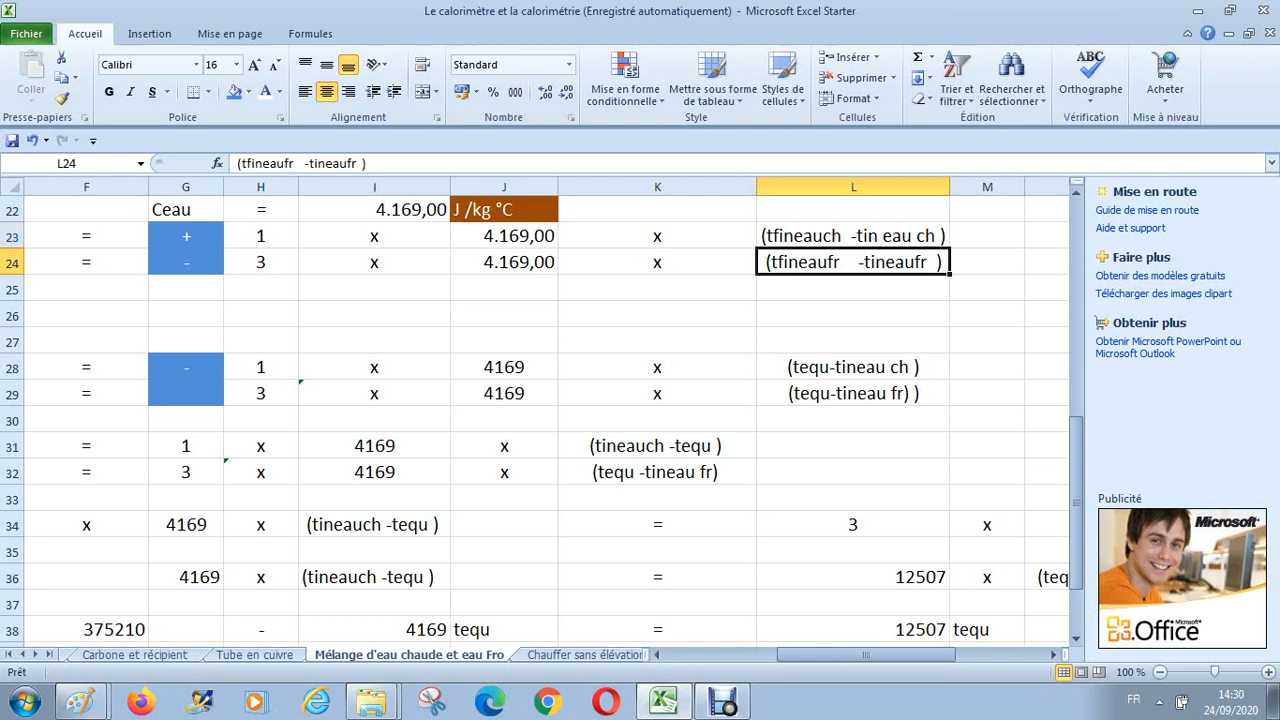 Le calorimètre et la calorimétrie (Enregistré automatiquement) - Microsoft Excel Starter
Fichier Accueil Insertion Mise en page Formules
Calibri 16 Standard Insérer
Coller G I S % 000 Mise en forme conditionnelle Mettre sous forme de tableau Styles de cellules Supprimer Format Trier et filtrer Rechercher et sélectionner ABC Orthographe Acheter
Presse-papiers Police Alignement Nombre Style Cellules Édition Vérification Mise à niveau
L24 fx (tfineaufr -tineaufr )
F G H I J K L M
22 Ceau = 4.169,00 J /kg °C
23 = + 1 x 4.169,00 x (tfineauch -tin eau ch )
24 = - 3 x 4.169,00 x (tfineaufr -tineaufr )
25
26
27
28 = - 1 x 4169 x (tequ-tineau ch )
29 = 3 x 4169 x (tequ-tineau fr) )
30
31 = 1 x 4169 x (tineauch -tequ )
32 = 3 x 4169 x (tequ -tineau fr)
33
34 x 4169 x (tineauch -tequ ) = 3 x
35
36 4169 x (tineauch -tequ ) = 12507 x (teq
37
38 375210 - 4169 tequ = 12507 tequ
Mise en route
Guide de mise en route
Aide et support
Faire plus
Obtenir des modèles gratuits
Télécharger des images clipart
Obtenir plus
Obtenir Microsoft PowerPoint ou
Microsoft Outlook
Publicité
Microsoft
Office
Carbone et récipient Tube en cuivre Mélange d'eau chaude et eau Fro Chauffer sans élévation
Prêt 100 %
FR 14:30
24/09/2020